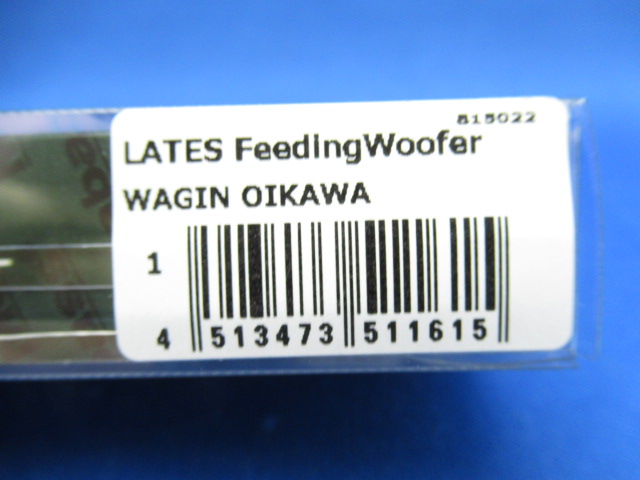 815022
LATES FeedingWoofer
WAGIN OIKAWA
1
4 513473 511615